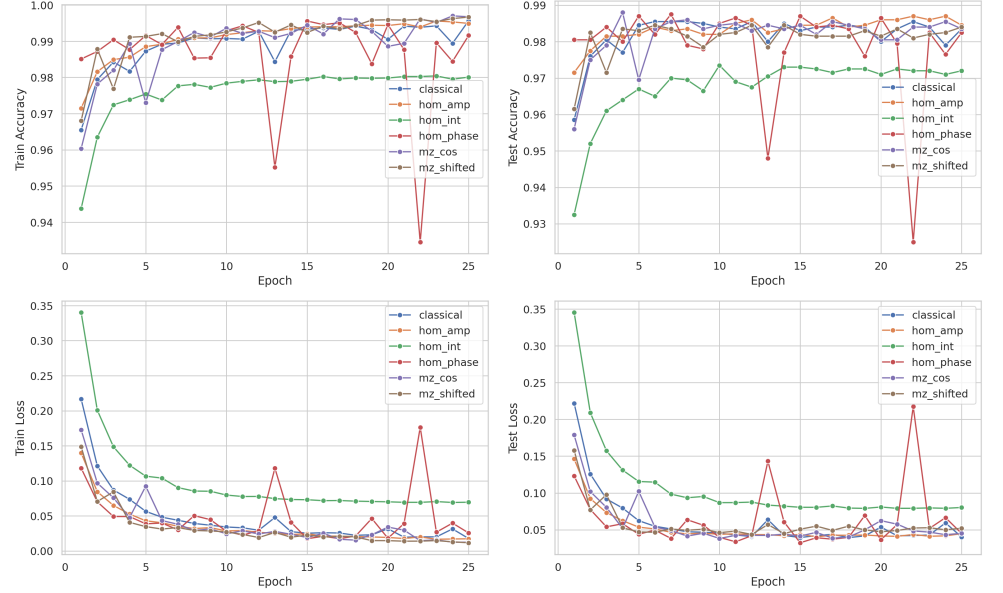 1.00
0.99
0.98
0.97
0.96
0.95
0.94
Train Accuracy
0 5 10 15 20 25
Epoch
classical
hom_amp
hom_int
hom_phase
mz_cos
mz_shifted
0.99
0.98
0.97
0.96
0.95
0.94
0.93
Test Accuracy
0 5 10 15 20 25
Epoch
classical
hom_amp
hom_int
hom_phase
mz_cos
mz_shifted
0.35
0.30
0.25
0.20
0.15
0.10
0.05
0.00
Train Loss
0 5 10 15 20 25
Epoch
classical
hom_amp
hom_int
hom_phase
mz_cos
mz_shifted
0.35
0.30
0.25
0.20
0.15
0.10
0.05
Test Loss
0 5 10 15 20 25
Epoch
classical
hom_amp
hom_int
hom_phase
mz_cos
mz_shifted